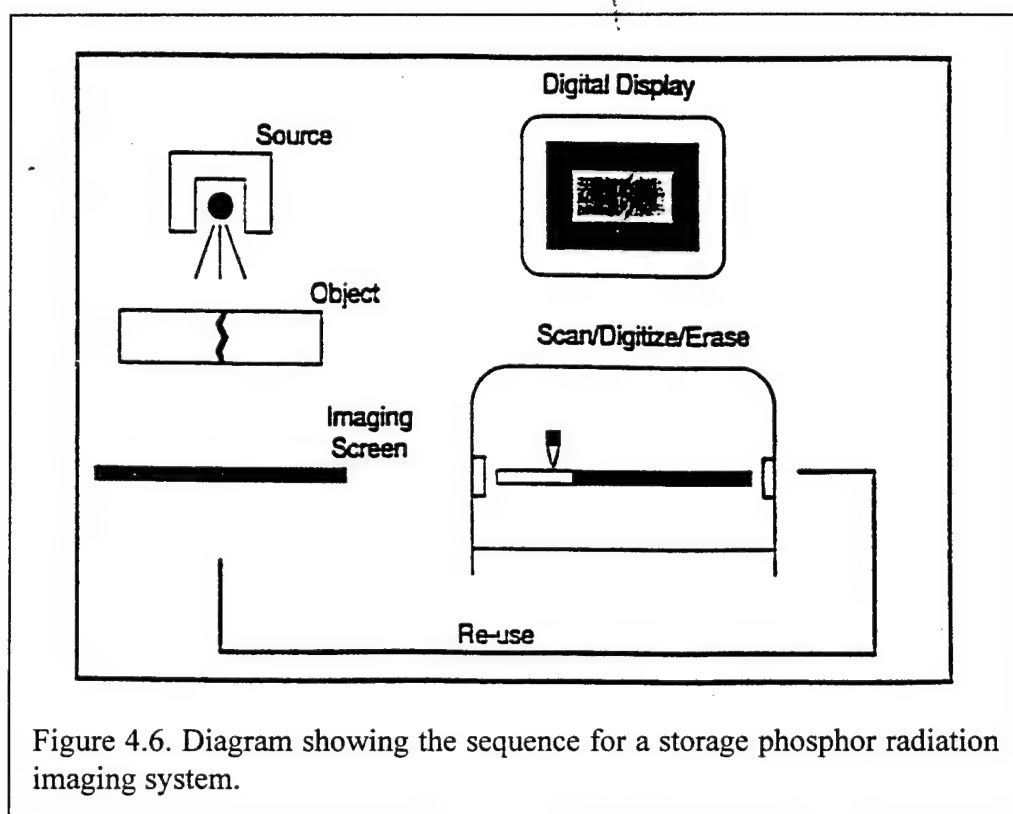 Digital Display
Source
Object
Scan/Digitize/Erase
Imaging
Screen
Re-use
Figure 4.6. Diagram showing the sequence for a storage phosphor radiation
imaging system.